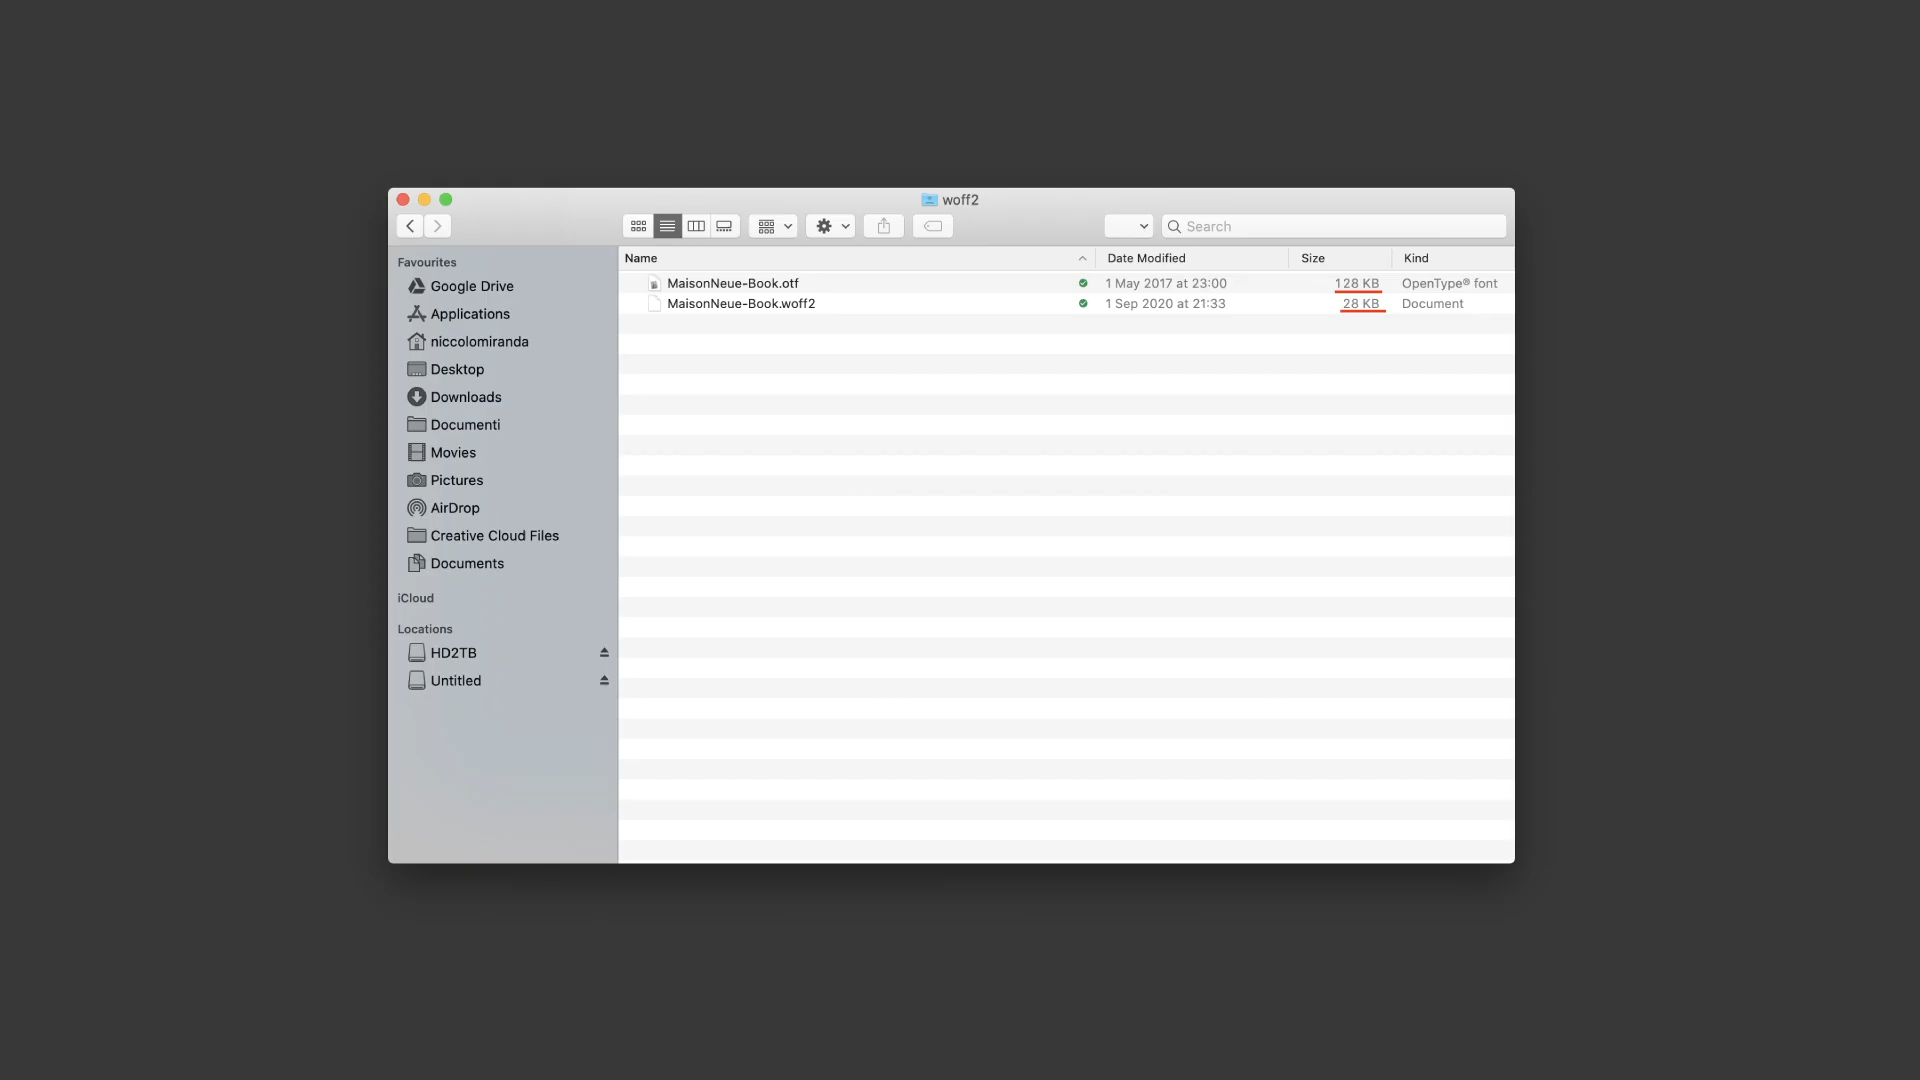 woff2
Search
Favourites
Google Drive
Applications
niccolomiranda
Desktop
Downloads
Documenti
Movies
Pictures
AirDrop
Creative Cloud Files
Documents
iCloud
Locations
HD2TB
Untitled
Name Date Modified Size Kind
MaisonNeue-Book.otf 1 May 2017 at 23:00 128 KB OpenType® font
MaisonNeue-Book.woff2 1 Sep 2020 at 21:33 28 KB Document